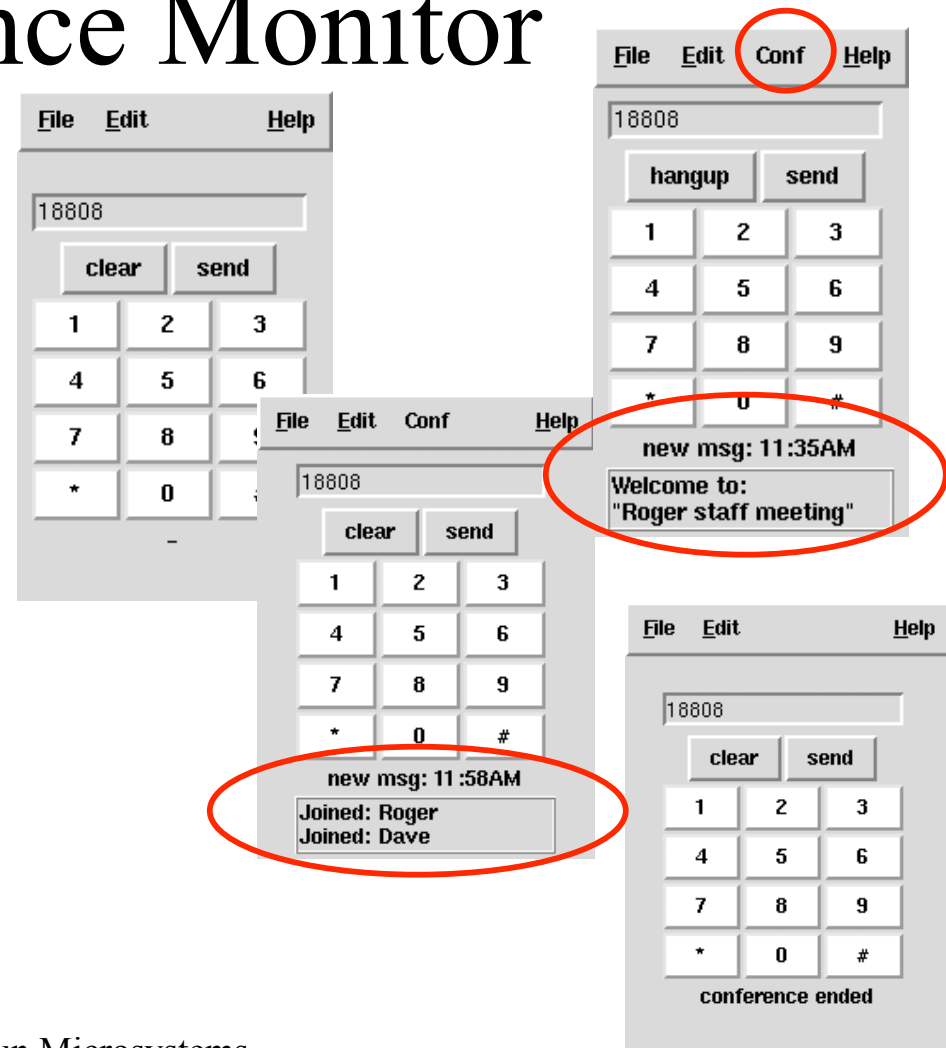 nce Monitor
File Edit Help
18808
clear send
1 2 3
4 5 6
7 8
* 0
-
File Edit Conf Help
18808
hangup send
1 2 3
4 5 6
7 8 9
* 0 #
new msg: 11:35AM
Welcome to:
"Roger staff meeting"
File Edit Conf Help
18808
clear send
1 2 3
4 5 6
7 8 9
* 0 #
new msg: 11:58AM
Joined: Roger
Joined: Dave
File Edit Help
18808
clear send
1 2 3
4 5 6
7 8 9
* 0 #
conference ended
un Microsystems